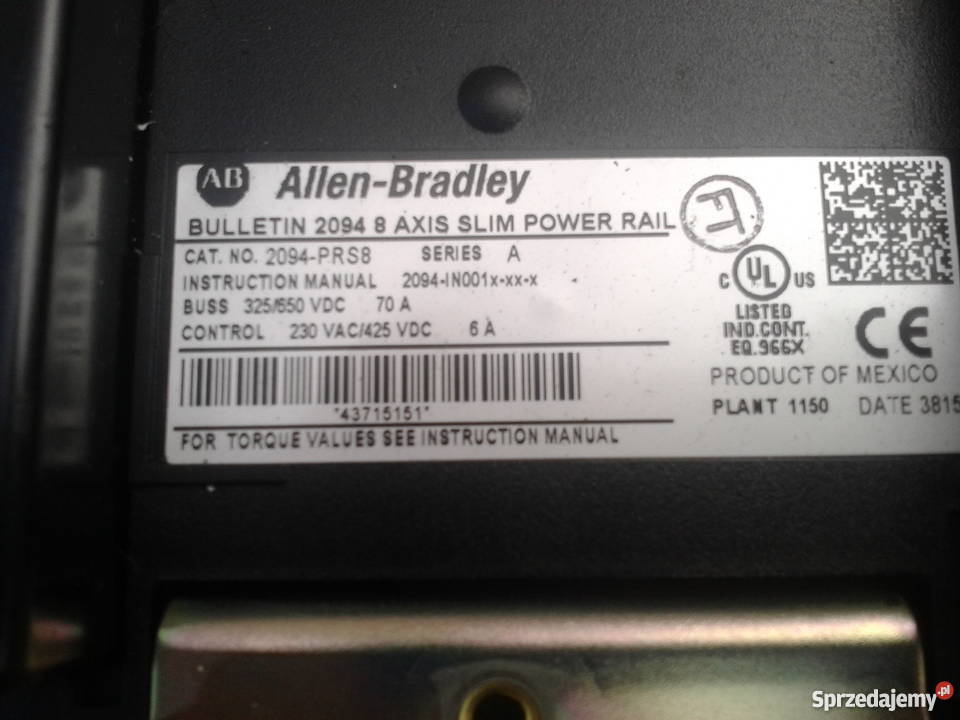 AB Allen-Bradley
BULLETIN 2094 8 AXIS SLIM POWER RAIL
CAT. NO. 2094-PRS8 SERIES A
INSTRUCTION MANUAL 2094-IN001x-xx-x
BUSS 325/650 VDC 70 A
CONTROL 230 VAC/425 VDC 6 A
*43715151*
FOR TORQUE VALUES SEE INSTRUCTION MANUAL
C UL US
LISTED
IND.CONT.
EQ.966X
CE
PRODUCT OF MEXICO
PLANT 1150 DATE 3815
Sprzedajemy.pl